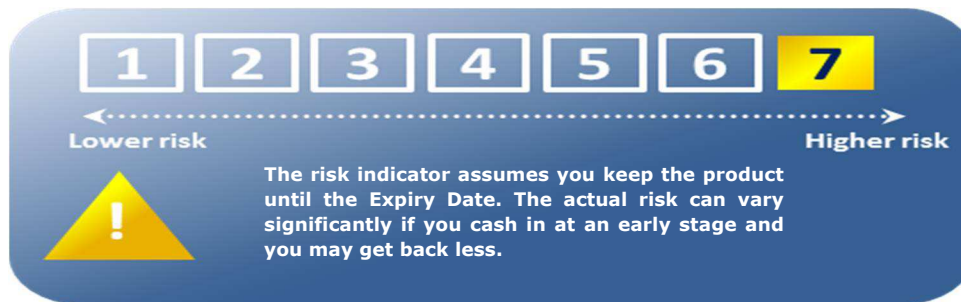 1 2 3 4 5 6 7
Lower risk Higher risk
!
The risk indicator assumes you keep the product
until the Expiry Date. The actual risk can vary
significantly if you cash in at an early stage and
you may get back less.